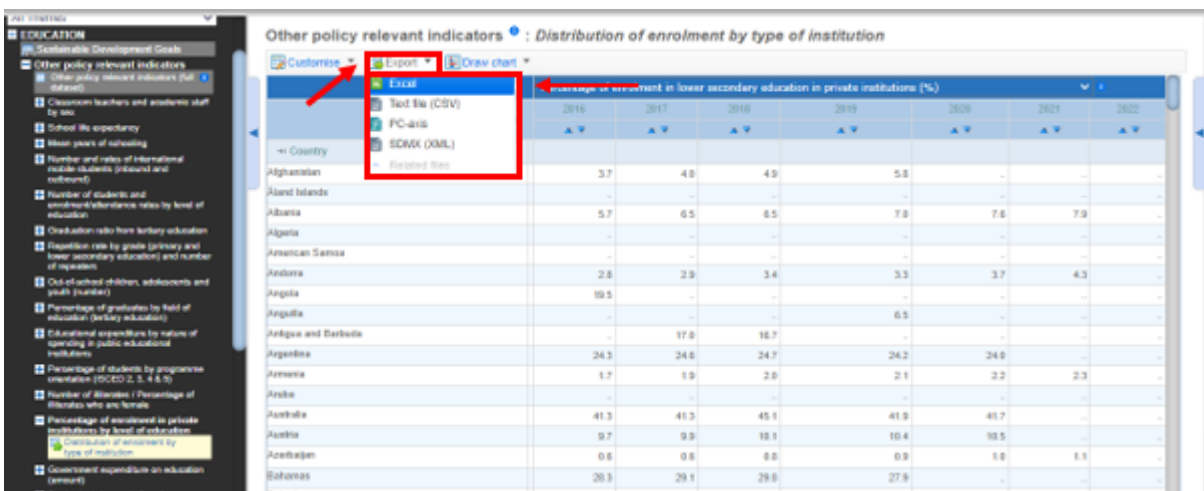 EDUCATION
Sustainable Development Goals
Other policy relevant indicators
Other policy relevant indicators (full dataset)
Classroom teachers and academic staff
by sex
School life expectancy
Mean years of schooling
Number and rates of international
mobile students (inbound and
outbound)
Number of students and
enrolment/attendance rates by level of
education
Graduation ratio from tertiary education
Repetition rate by grade (primary and
lower secondary education) and number
of repeaters
Out-of-school children, adolescents and
youth (number)
Percentage of graduates by field of
education (tertiary education)
Educational expenditure by nature of
spending in public educational
institutions
Percentage of students by programme
orientation (ISCED 2, 3, 4 & 5)
Number of illiterates / Percentage of
illiterates who are female
Percentage of enrolment in private
institutions by level of education
Distribution of enrolment by
type of institution
Government expenditure on education
(amount)
Other policy relevant indicators : Distribution of enrolment by type of institution
Customise Export Draw chart
Excel
Text file (CSV)
PC-axis
SDMX (XML)
Related files
Percentage of enrolment in lower secondary education in private institutions (%)
2016 2017 2018 2019 2020 2021 2022
Country
Afghanistan 3.7 4.0 4.9 5.8 .. .. ..
Åland Islands .. .. .. .. .. .. ..
Albania 5.7 6.5 6.5 7.0 7.6 7.9 ..
Algeria .. .. .. .. .. .. ..
American Samoa .. .. .. .. .. .. ..
Andorra 2.8 2.9 3.4 3.3 3.7 4.3 ..
Angola 19.5 .. .. .. .. .. ..
Anguilla .. .. .. 6.5 .. .. ..
Antigua and Barbuda .. 17.0 16.7 .. .. .. ..
Argentina 24.3 24.6 24.7 24.2 24.0 .. ..
Armenia 1.7 1.9 2.0 2.1 2.2 2.3 ..
Aruba .. .. .. .. .. .. ..
Australia 41.3 41.3 45.1 41.9 41.7 .. ..
Austria 9.7 9.9 10.1 10.4 10.5 .. ..
Azerbaijan 0.6 0.6 0.8 0.9 1.0 1.1 ..
Bahamas 28.3 29.1 29.0 27.9 .. .. ..